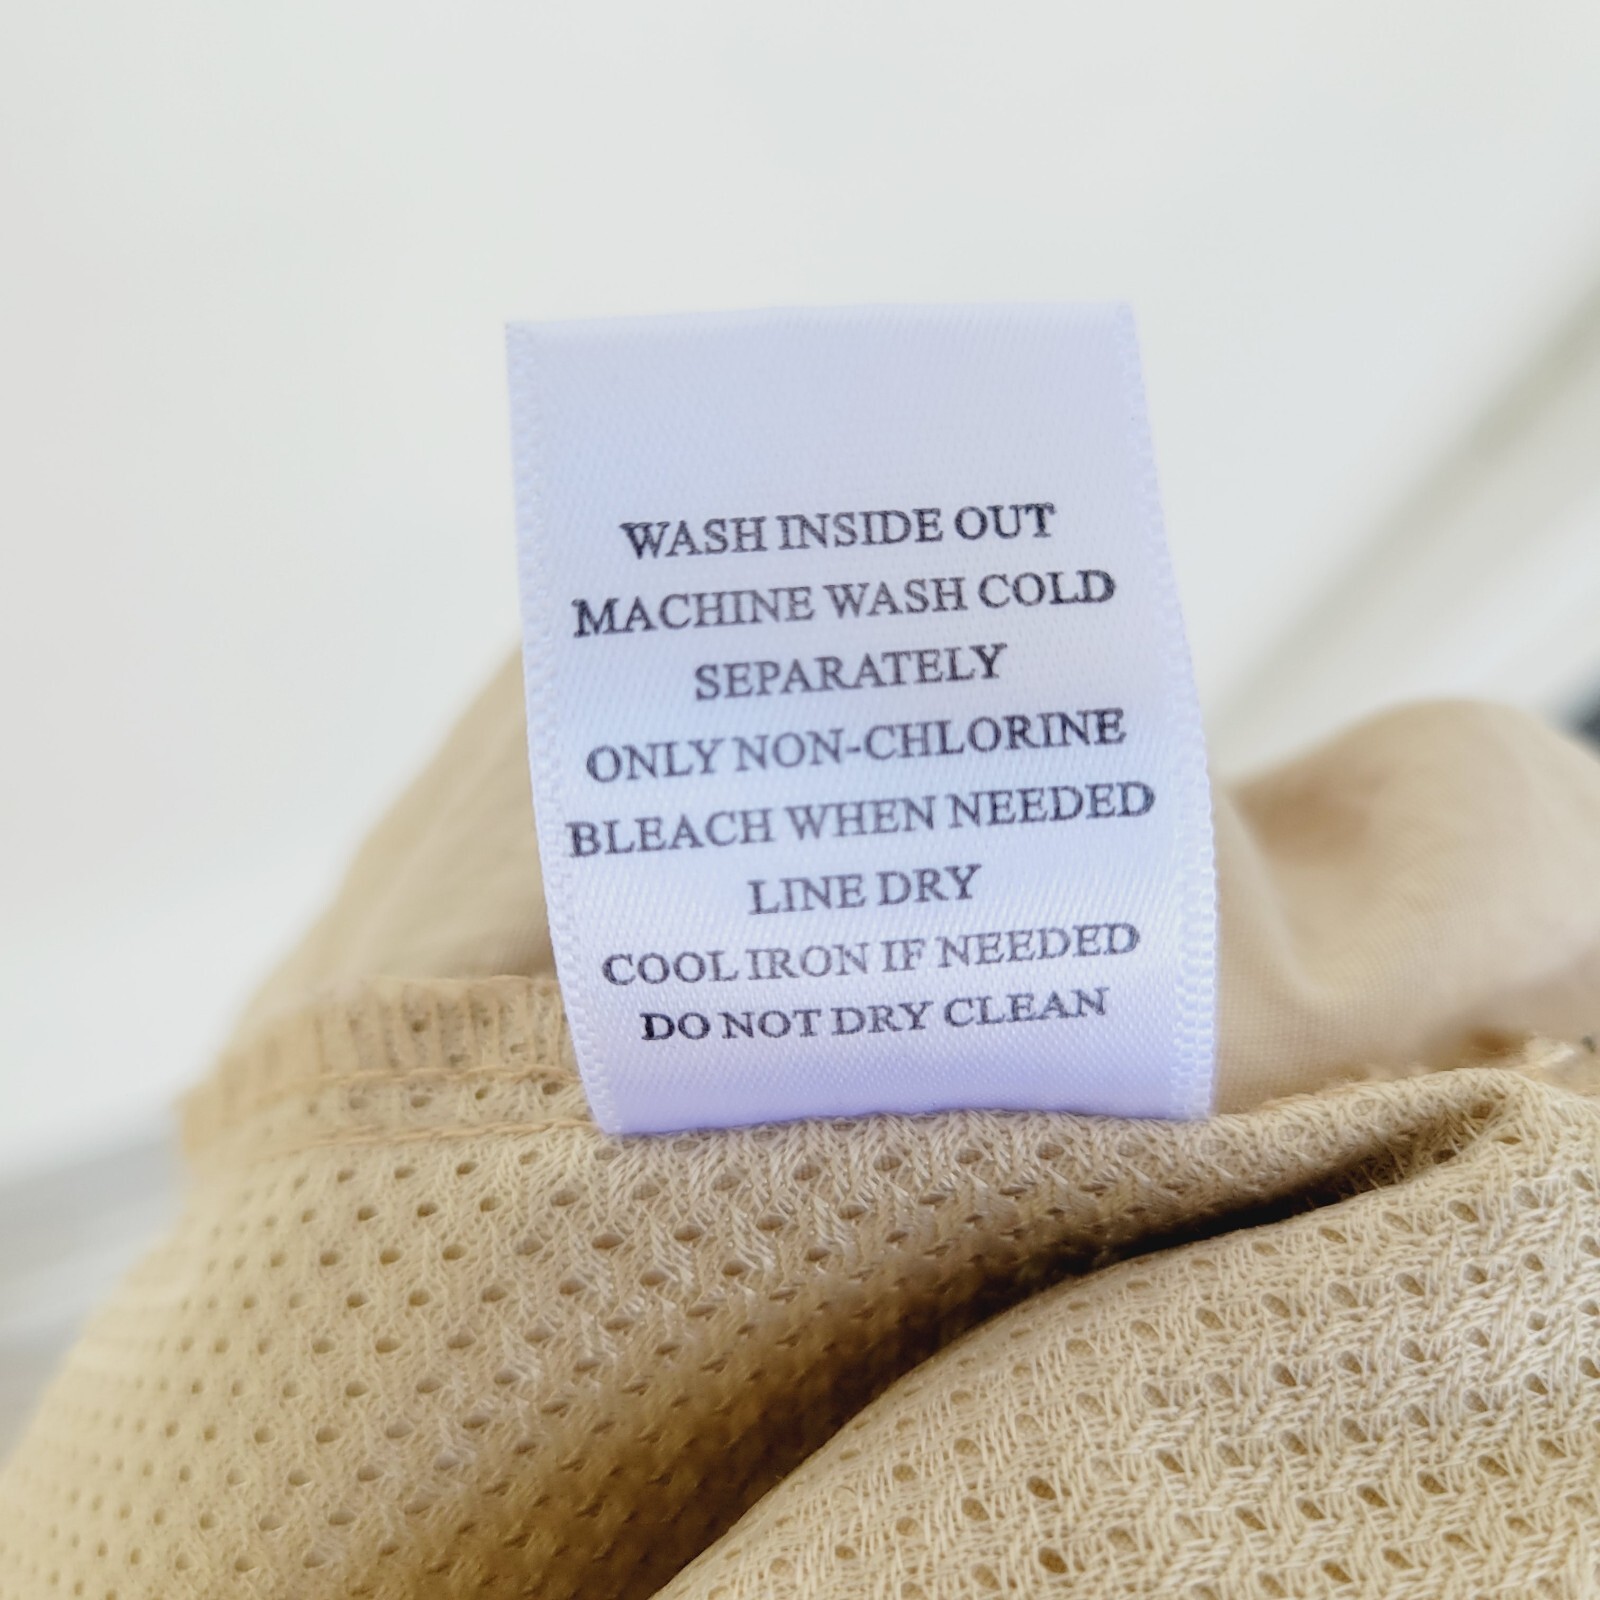 WASH INSIDE OUT
MACHINE WASH COLD
SEPARATELY
ONLY NON-CHLORINE
BLEACH WHEN NEEDED
LINE DRY
COOL IRON IF NEEDED
DO NOT DRY CLEAN